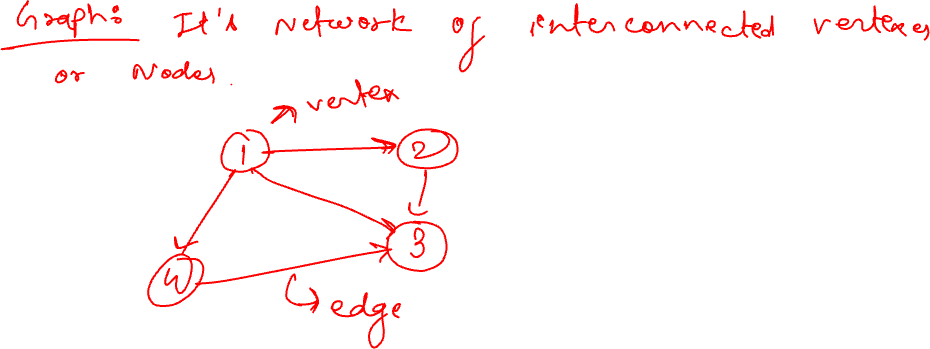 Graph: It's network of interconnected vertexes
or Nodes.
vertex
1 2
3
4
edge